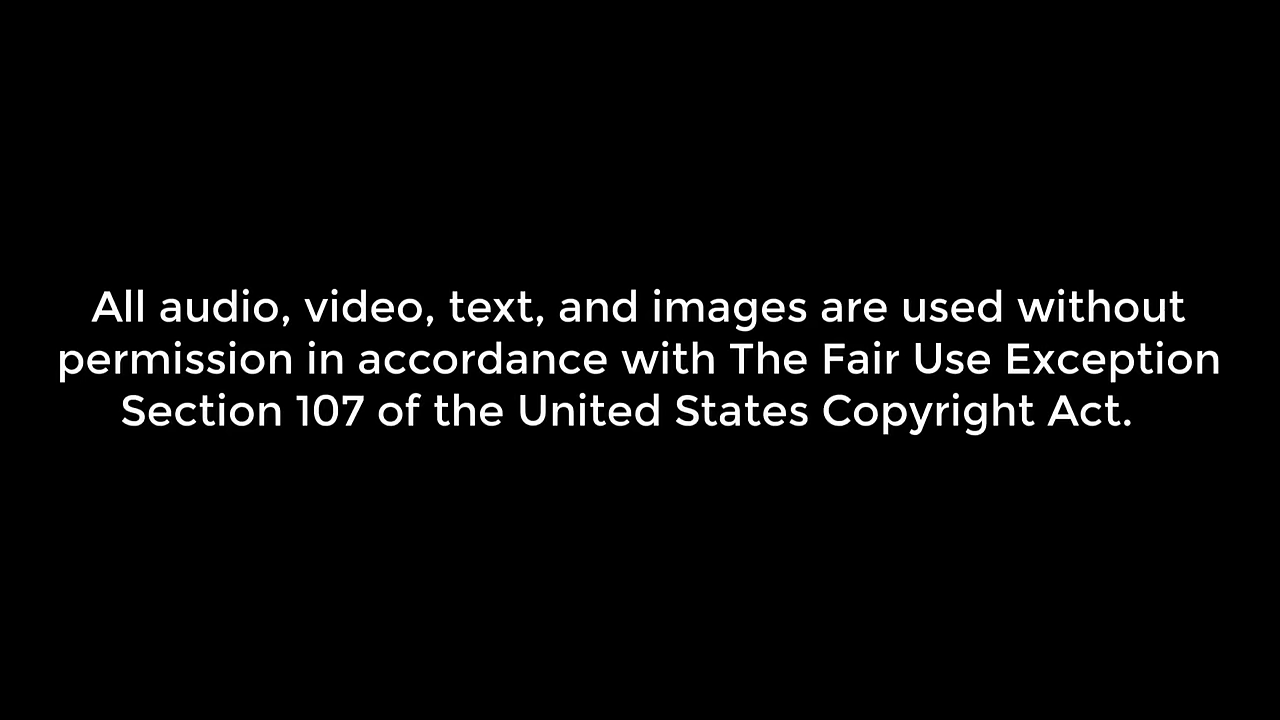 All audio, video, text, and images are used without
permission in accordance with The Fair Use Exception
Section 107 of the United States Copyright Act.